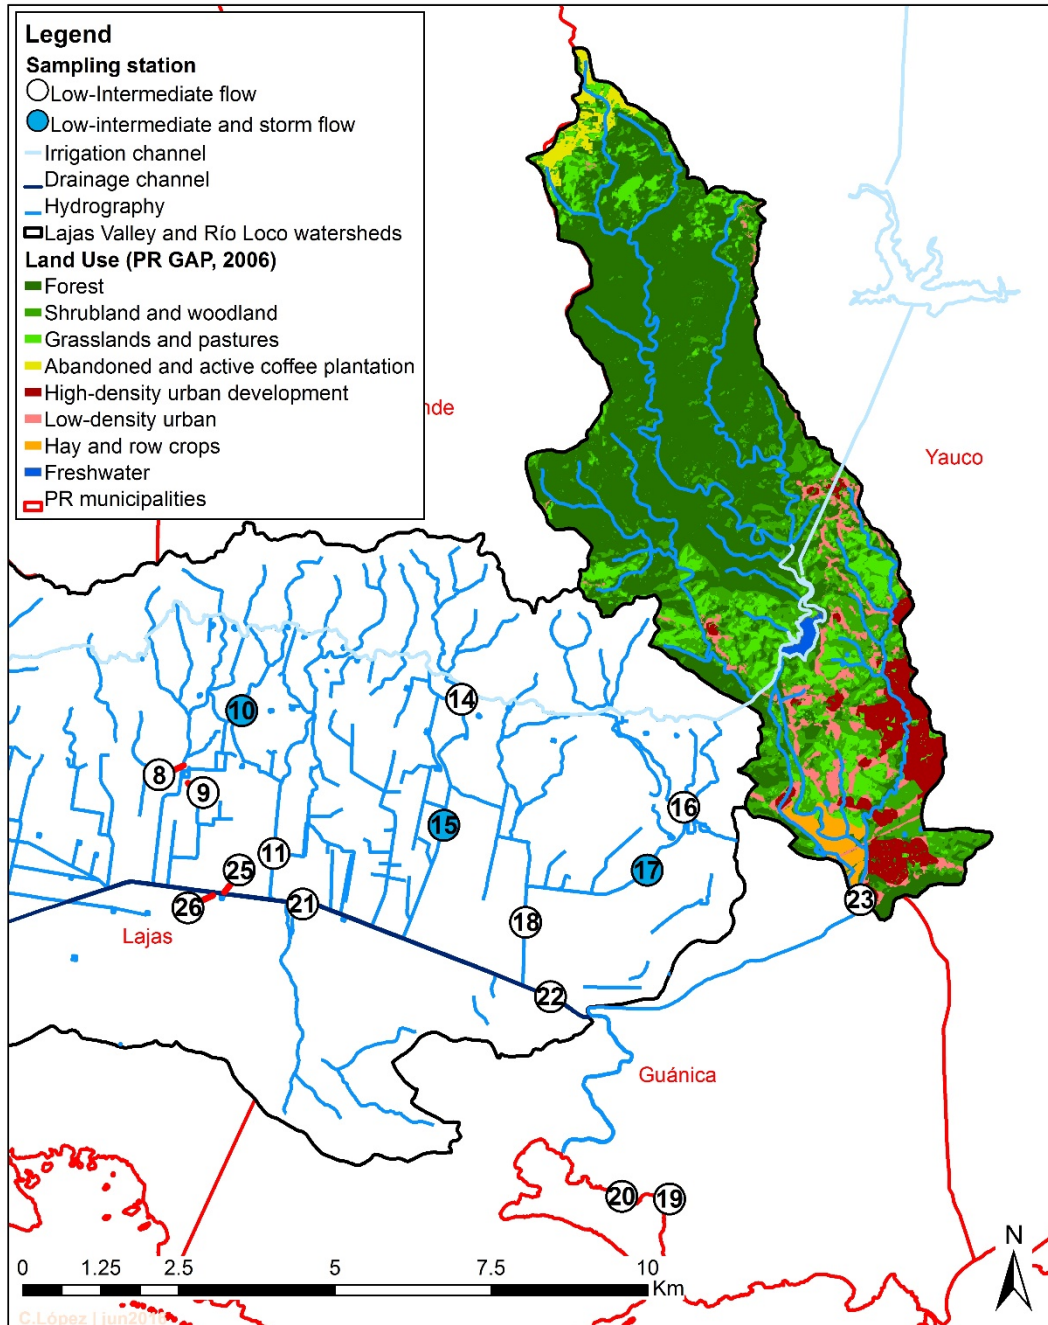 Legend
Sampling station
Low-Intermediate flow
Low-intermediate and storm flow
Irrigation channel
Drainage channel
Hydrography
Lajas Valley and Río Loco watersheds
Land Use (PR GAP, 2006)
Forest
Shrubland and woodland
Grasslands and pastures
Abandoned and active coffee plantation
High-density urban development
Low-density urban
Hay and row crops
Freshwater
PR municipalities
nde
Yauco
14
10
8
9
16
15
11
25
17
26
21
18
23
Lajas
22
Guánica
20
19
N
0 1.25 2.5 5 7.5 10
Km
C.López | jun20